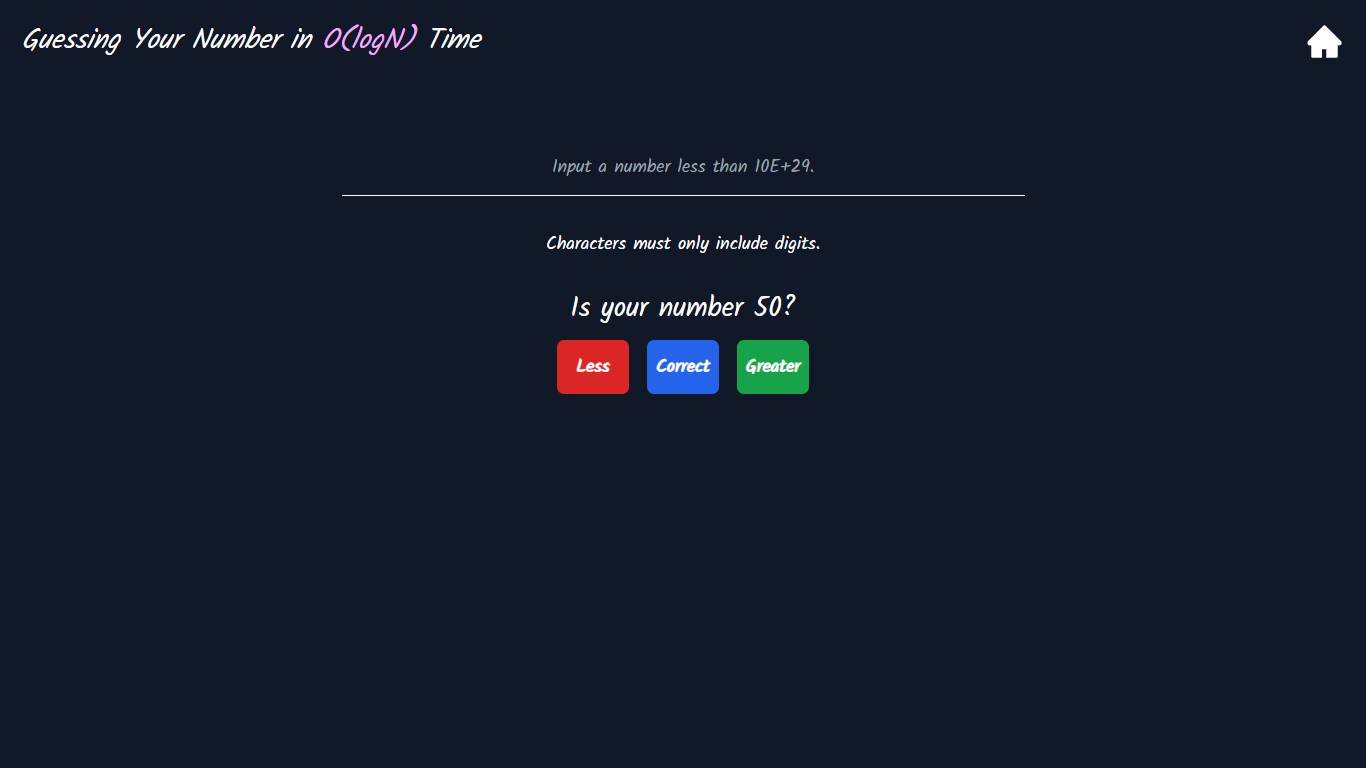 Guessing Your Number in O(logN) Time
Input a number less than 10E+29.
Characters must only include digits.
Is your number 50?
Less Correct Greater